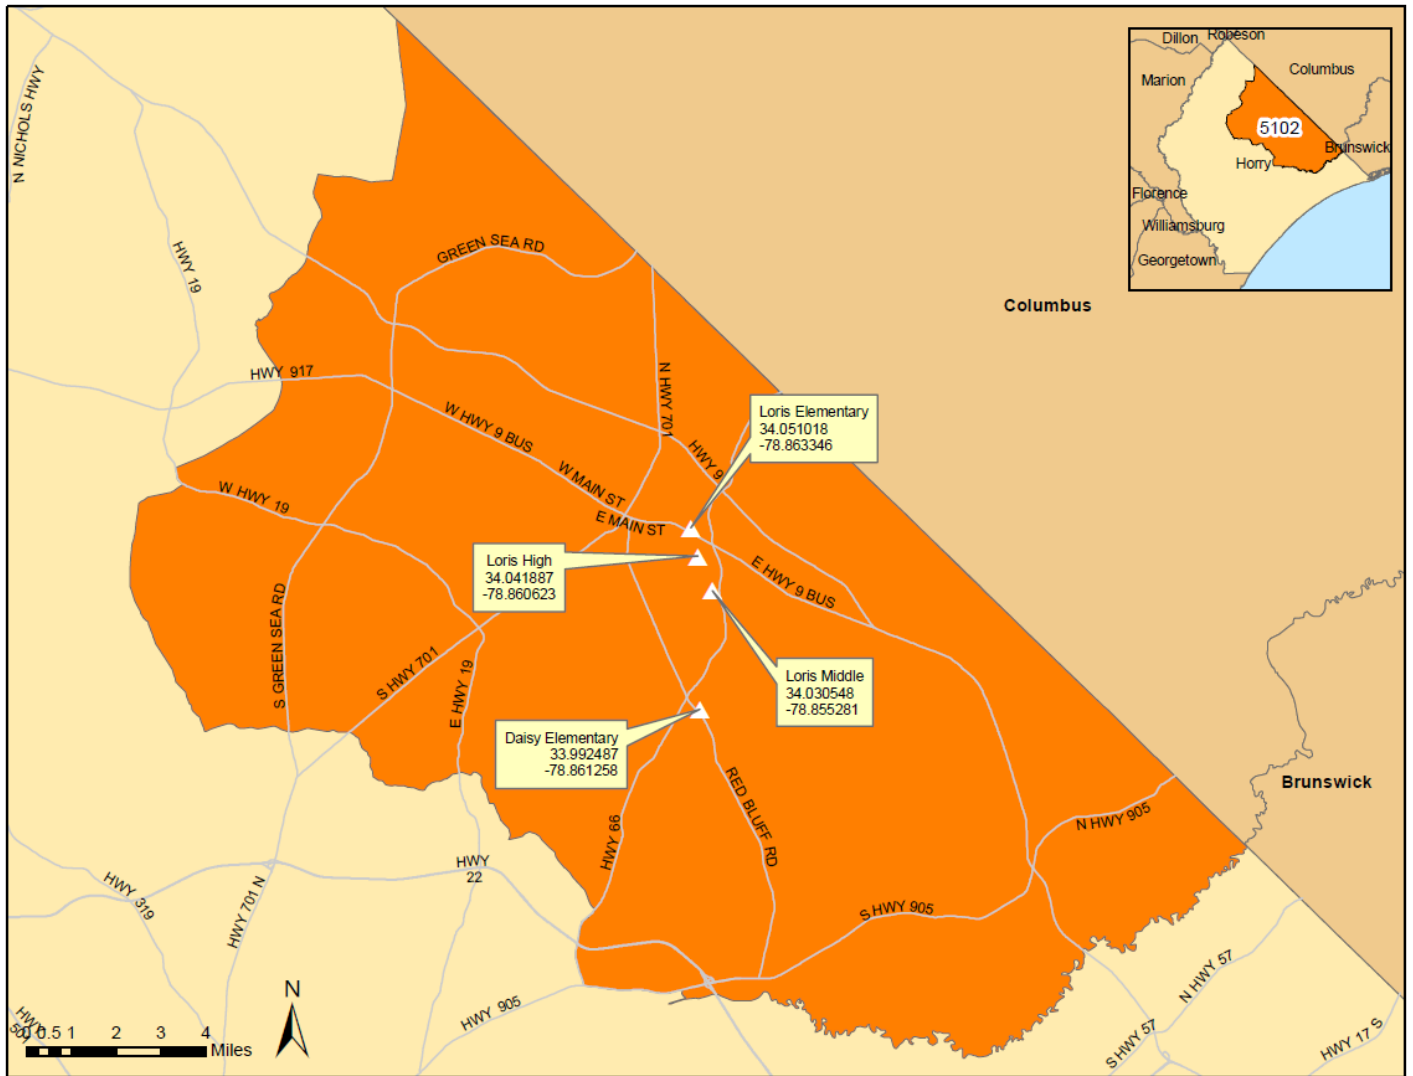 Dillon
Robeson
Columbus
Marion
5102
Brunswick
Horry
Florence
Williamsburg
Georgetown
N NICHOLS HWY
HWY 19
GREEN SEA RD
Columbus
HWY 917
N HWY 701
W HWY 9 BUS
HWY 9
Loris Elementary
34.051018
-78.863346
W MAIN ST
E MAIN ST
W HWY 19
Loris High
34.041887
-78.860623
E HWY 9 BUS
S GREEN SEA RD
S HWY 701
E HWY 19
Loris Middle
34.030548
-78.855281
Daisy Elementary
33.992487
-78.861258
RED BLUFF RD
Brunswick
N HWY 905
HWY 66
HWY
22
HWY 319
HWY 701 N
S HWY 905
N HWY 57
HWY 905
S HWY 57
HWY 17 S
HWY
501
N
0 0.5 1 2 3 4
Miles